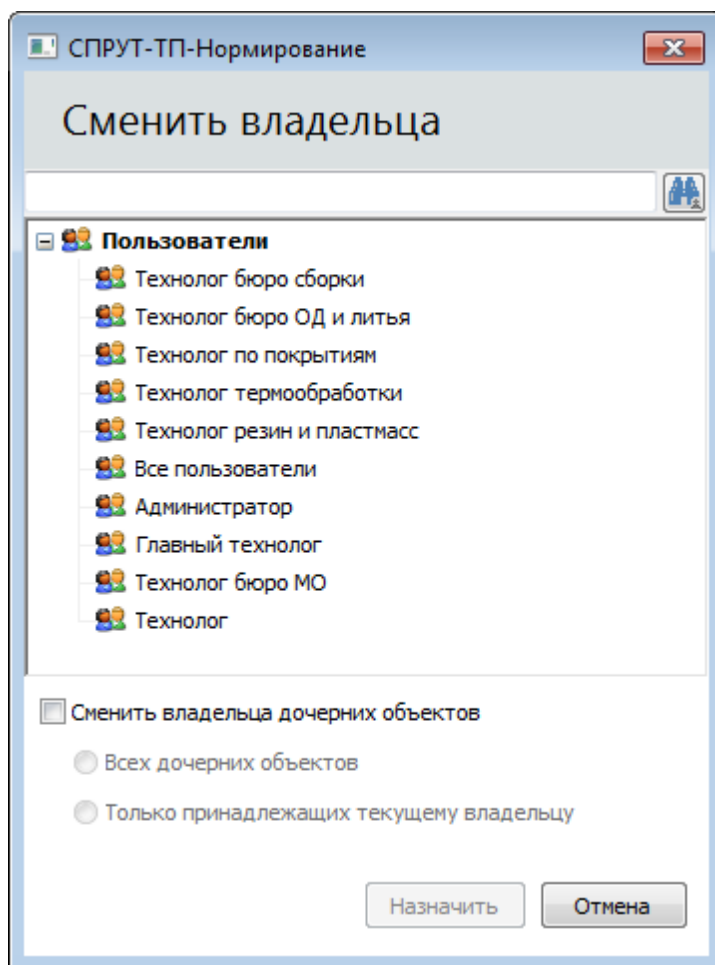 СПРУТ-ТП-Нормирование
Сменить владельца
Пользователи
Технолог бюро сборки
Технолог бюро ОД и литья
Технолог по покрытиям
Технолог термообработки
Технолог резин и пластмасс
Все пользователи
Администратор
Главный технолог
Технолог бюро МО
Технолог
Сменить владельца дочерних объектов
Всех дочерних объектов
Только принадлежащих текущему владельцу
Назначить Отмена